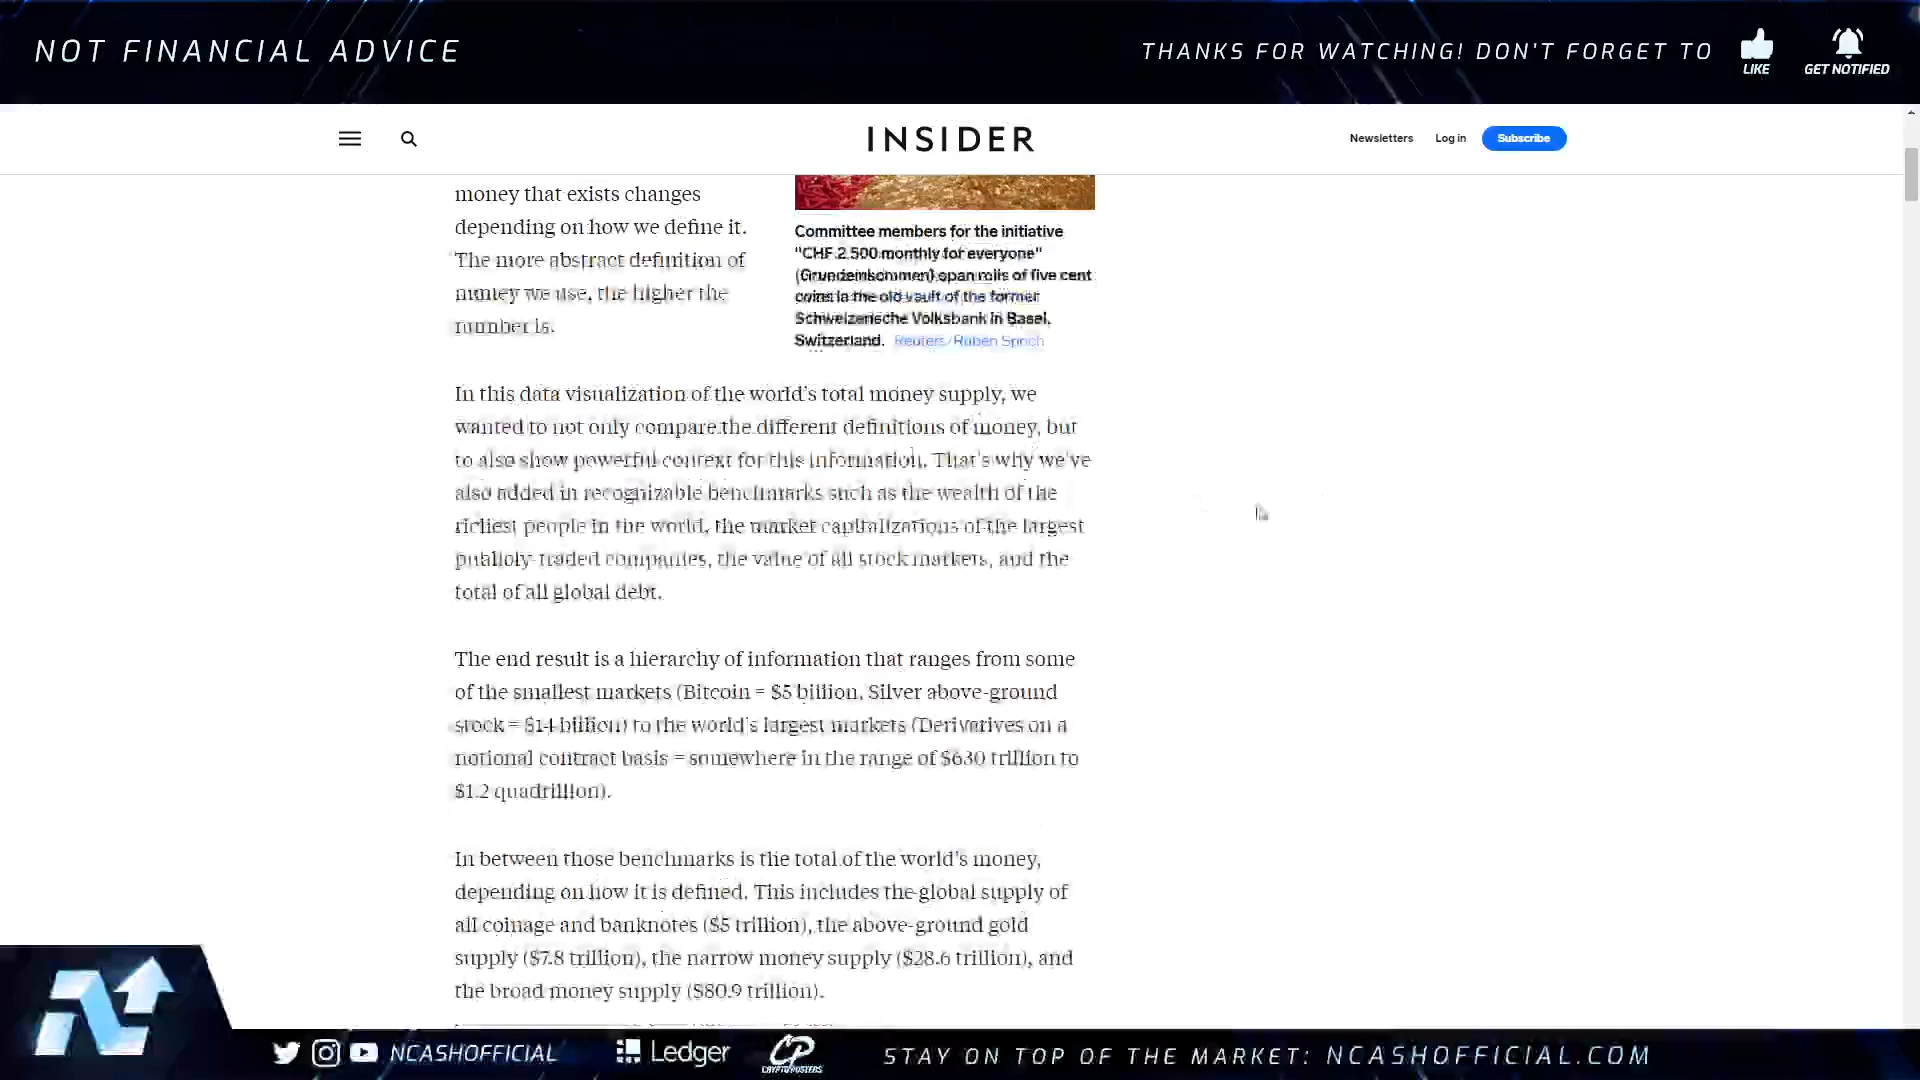 NOT FINANCIAL ADVICE
THANKS FOR WATCHING! DON'T FORGET TO
LIKE
GET NOTIFIED
INSIDER
Newsletters
Log in
Subscribe
money that exists changes
depending on how we define it.
The more abstract definition of
money we use, the higher the
number is.
Committee members for the initiative
"CHF 2.500 monthly for everyone"
span rolls of five cent
coins in the old vault of the former
Schweizerische Volksbank in Basel,
Switzerland. Reuters/Ruben Sprich
In this data visualization of the world's total money supply, we
wanted to not only compare the different definitions of money, but
to also show powerful context for this information. That's why we've
also added in recognizable benchmarks such as the wealth of the
richest people in the world, the market capitalizations of the largest
publicly-traded companies, the value of all stock markets, and the
total of all global debt.
The end result is a hierarchy of information that ranges from some
of the smallest markets (Bitcoin = $5 billion, Silver above-ground
stock = $14 billion) to the world's largest markets (Derivatives on a
notional contract basis = somewhere in the range of $630 trillion to
$1.2 quadrillion).
In between those benchmarks is the total of the world's money,
depending on how it is defined. This includes the global supply of
all coinage and banknotes ($5 trillion), the above-ground gold
supply ($7.8 trillion), the narrow money supply ($28.6 trillion), and
the broad money supply ($80.9 trillion).
NCASHOFFICIAL
Ledger
CP
CRYPTOPOSTERS
STAY ON TOP OF THE MARKET: NCASHOFFICIAL.COM